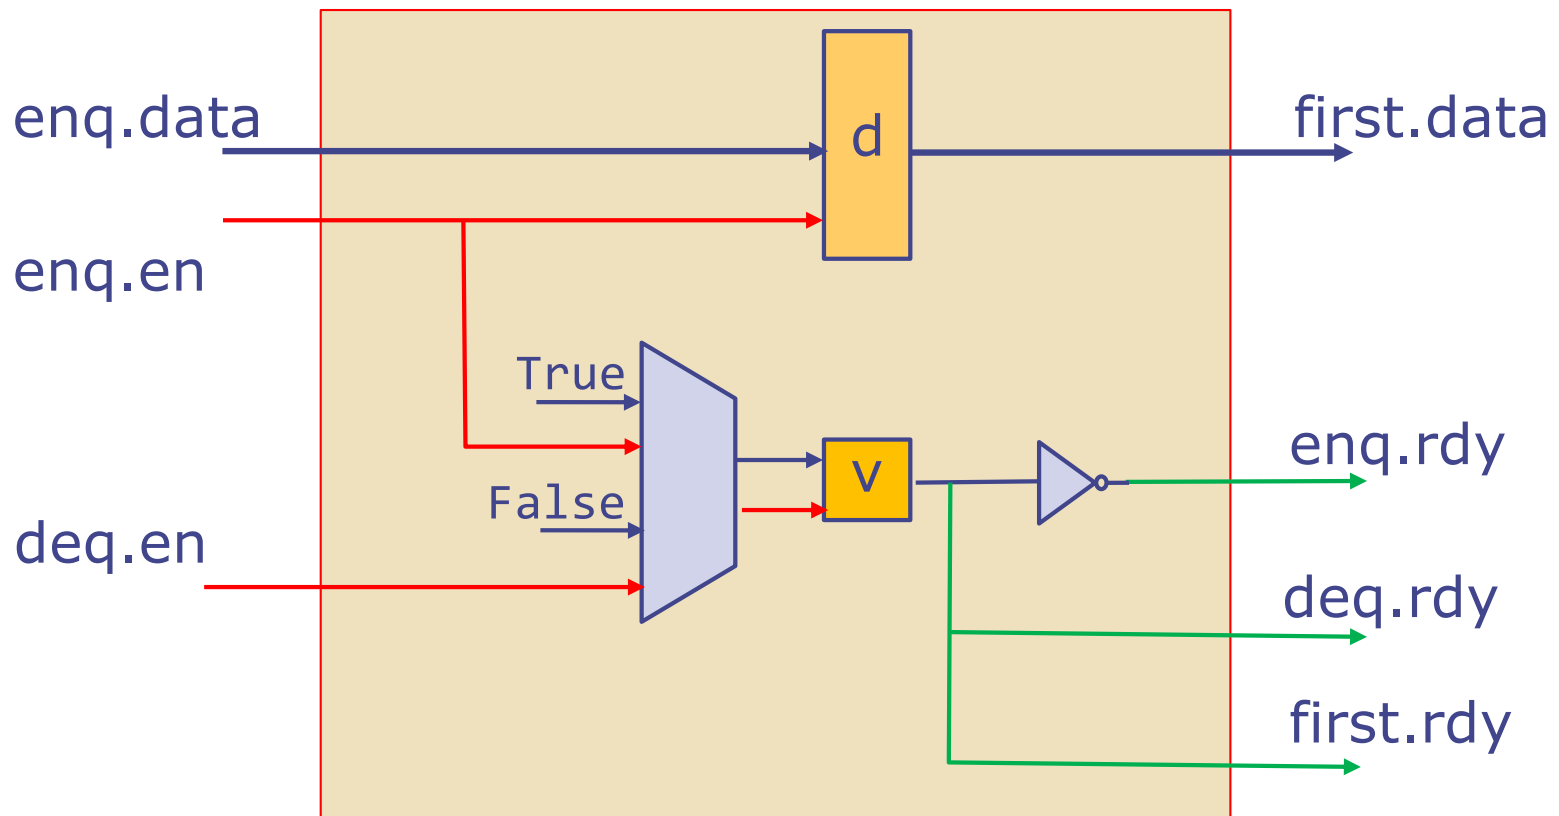 enq.data
d
first.data
enq.en
True
enq.rdy
v
False
deq.en
deq.rdy
first.rdy